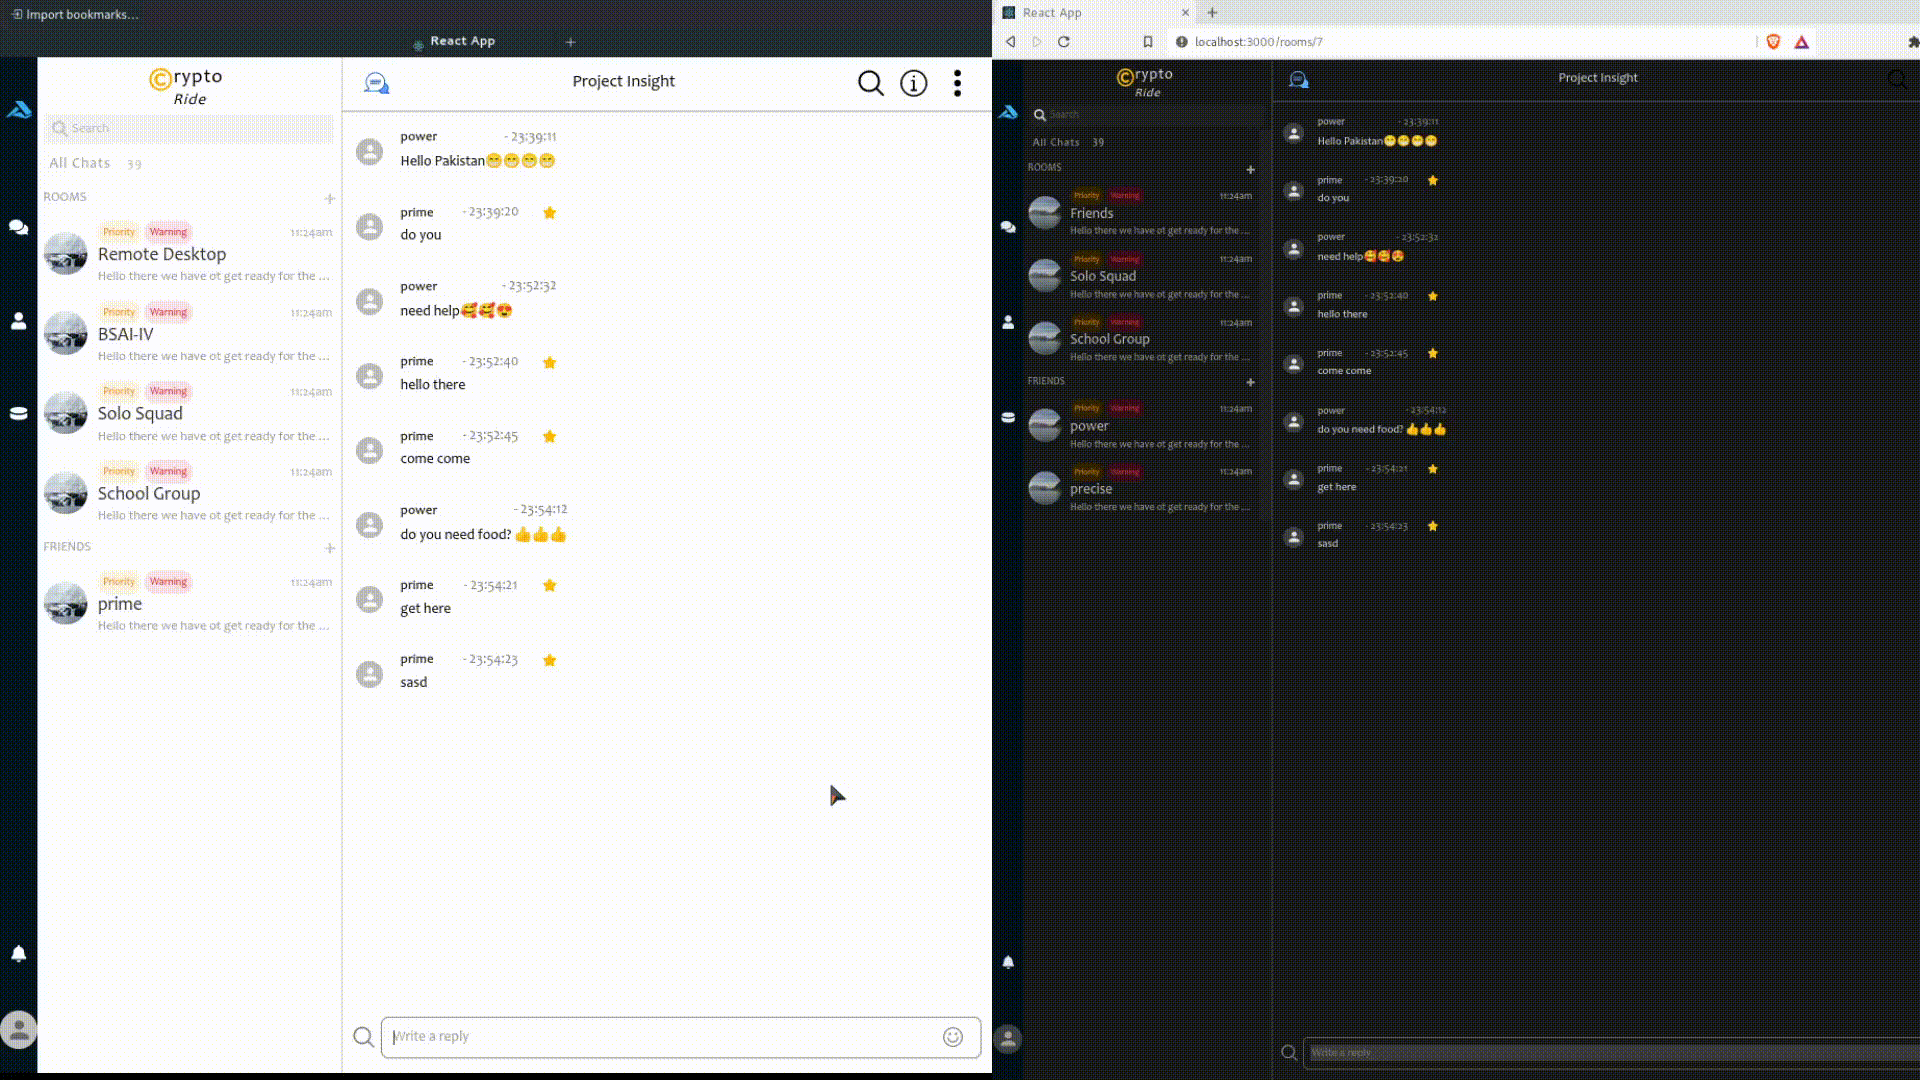 Import bookmarks...
React App
Crypto
Ride
Search
All Chats 39
ROOMS
Priority Warning 11:24am
Remote Desktop
Hello there we have ot get ready for the ...
Priority Warning 11:24am
BSAI-IV
Hello there we have ot get ready for the ...
Priority Warning 11:24am
Solo Squad
Hello there we have ot get ready for the ...
Priority Warning 11:24am
School Group
Hello there we have ot get ready for the ...
FRIENDS
Priority Warning 11:24am
prime
Hello there we have ot get ready for the ...
Project Insight
power - 23:39:11
Hello Pakistan😁😁😁😁
prime - 23:39:20
do you
power - 23:52:32
need help🥰🥰😍
prime - 23:52:40
hello there
prime - 23:52:45
come come
power - 23:54:12
do you need food? 👍👍👍
prime - 23:54:21
get here
prime - 23:54:23
sasd
Write a reply
React App
localhost:3000/rooms/7
Crypto
Ride
Search
All Chats 39
ROOMS
Priority Warning 11:24am
Friends
Hello there we have ot get ready for the ...
Priority Warning 11:24am
Solo Squad
Hello there we have ot get ready for the ...
Priority Warning 11:24am
School Group
Hello there we have ot get ready for the ...
FRIENDS
Priority Warning 11:24am
power
Hello there we have ot get ready for the ...
Priority Warning 11:24am
precise
Hello there we have ot get ready for the ...
Project Insight
power - 23:39:11
Hello Pakistan😁😁😁😁
prime - 23:39:20
do you
power - 23:52:32
need help🥰🥰😍
prime - 23:52:40
hello there
prime - 23:52:45
come come
power - 23:54:12
do you need food? 👍👍👍
prime - 23:54:21
get here
prime - 23:54:23
sasd
Write a reply